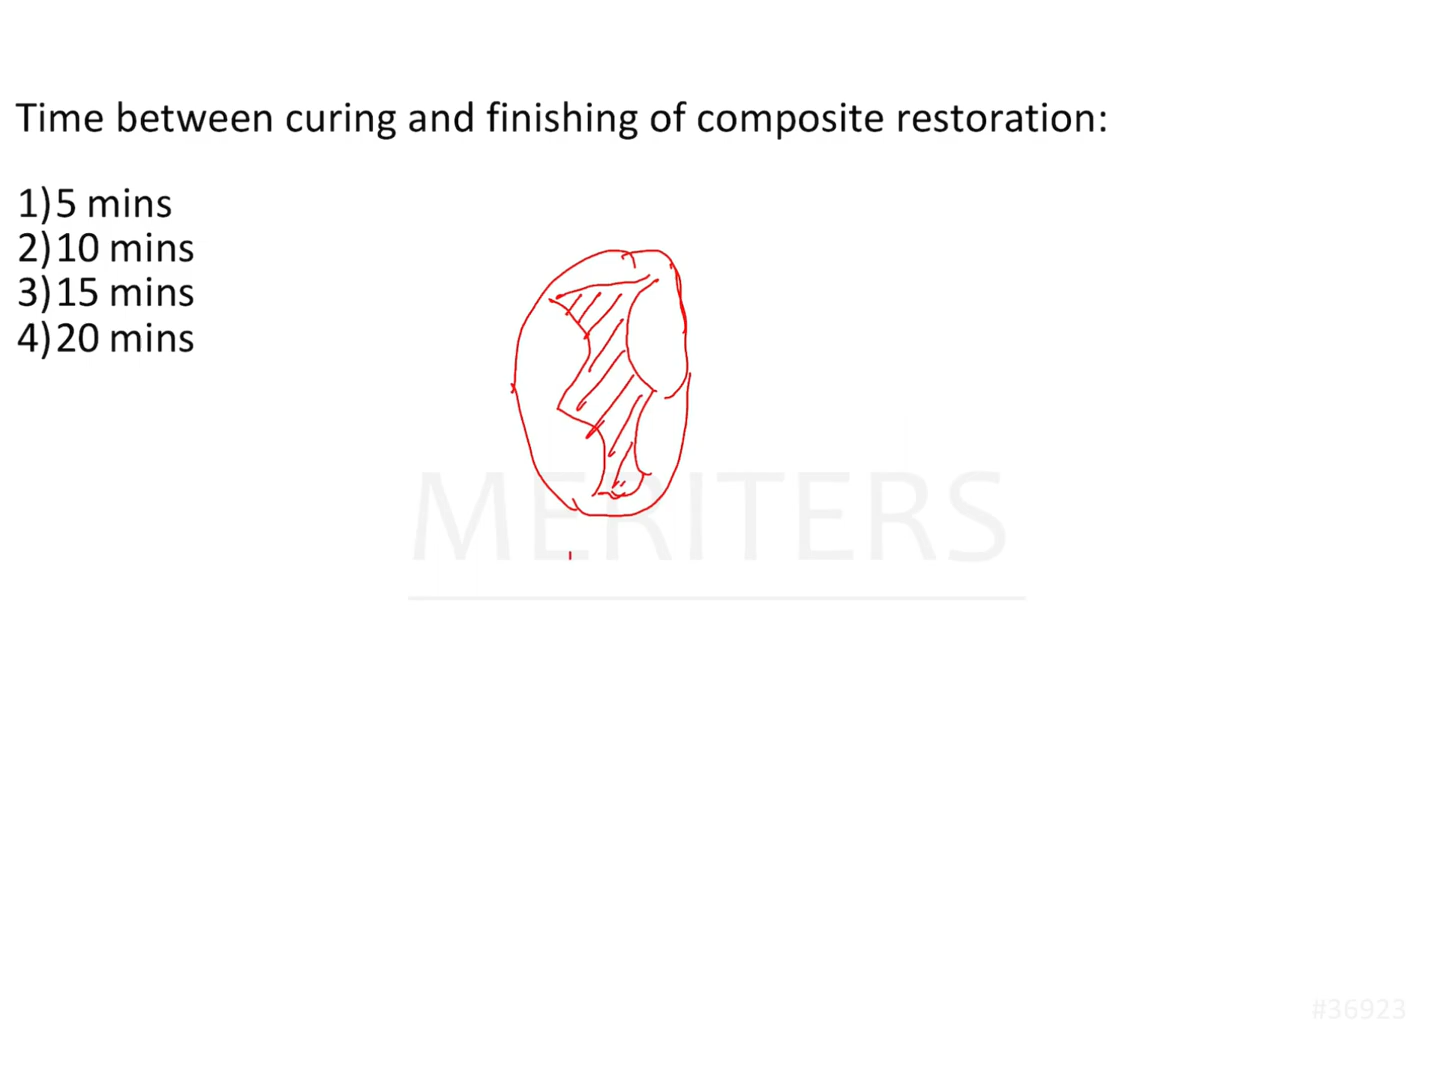 Time between curing and finishing of composite restoration:
1)5 mins
2)10 mins
3)15 mins
4)20 mins
MERITERS
#36923